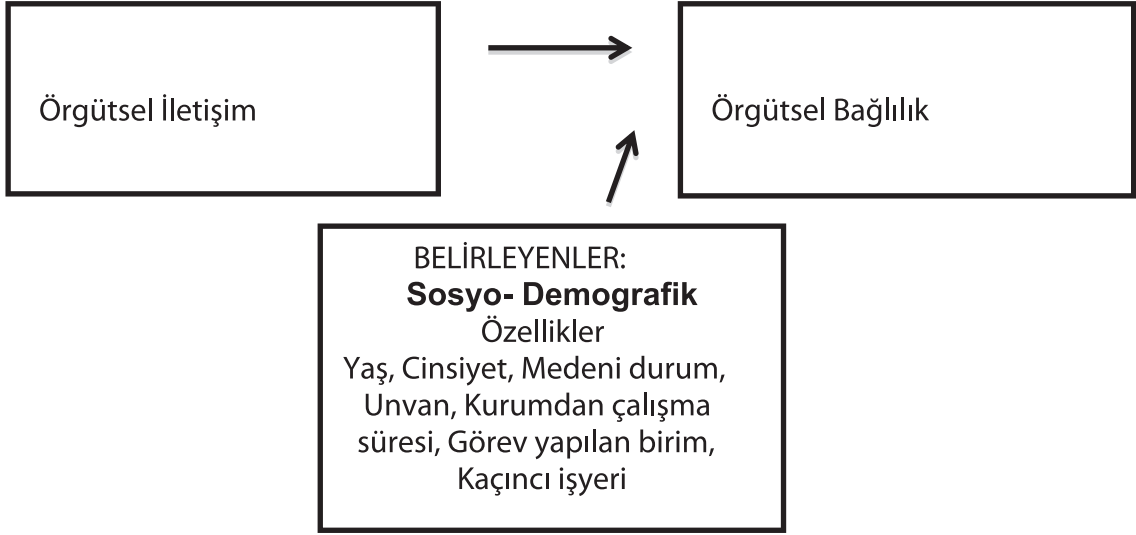 Örgütsel İletişim
Örgütsel Bağlılık
BELİRLEYENLER:
Sosyo- Demografik
Özellikler
Yaş, Cinsiyet, Medeni durum,
Unvan, Kurumdan çalışma
süresi, Görev yapılan birim,
Kaçıncı işyeri